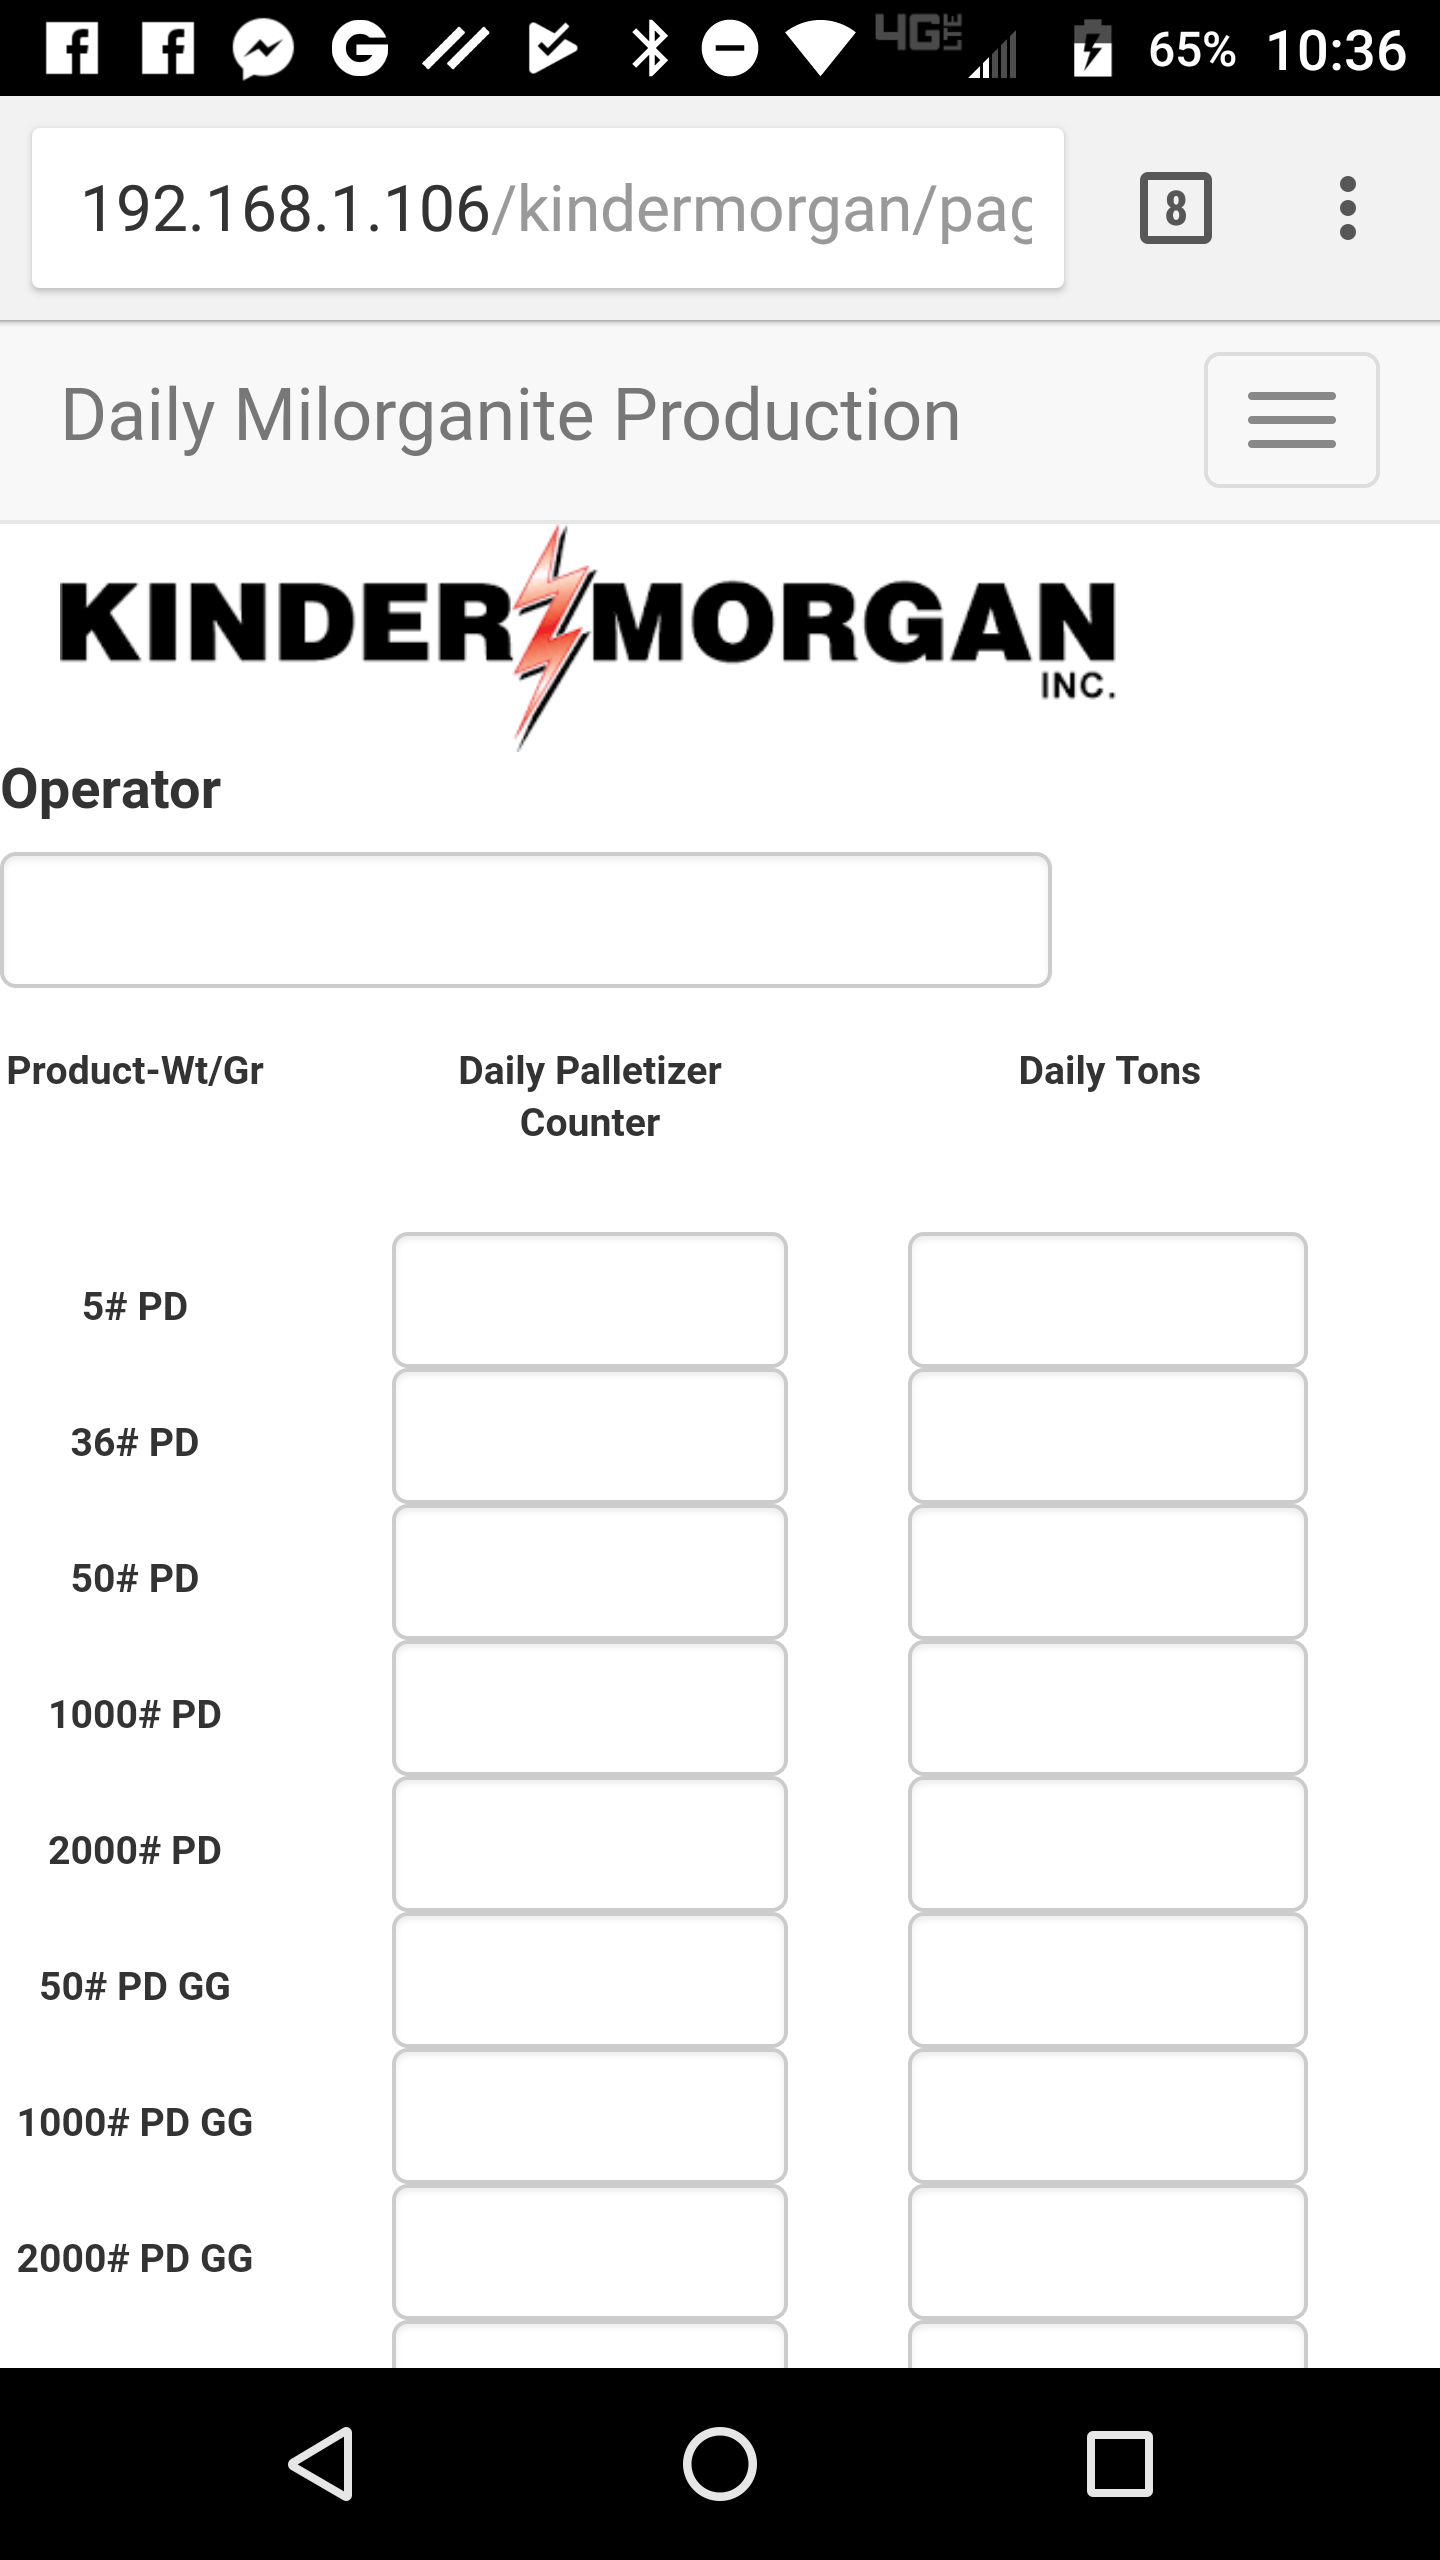 4G LTE 65% 10:36
192.168.1.106/kindermorgan/pag
8
Daily Milorganite Production
KINDER MORGAN
INC.
Operator
Product-Wt/Gr Daily Palletizer Counter Daily Tons
5# PD
36# PD
50# PD
1000# PD
2000# PD
50# PD GG
1000# PD GG
2000# PD GG